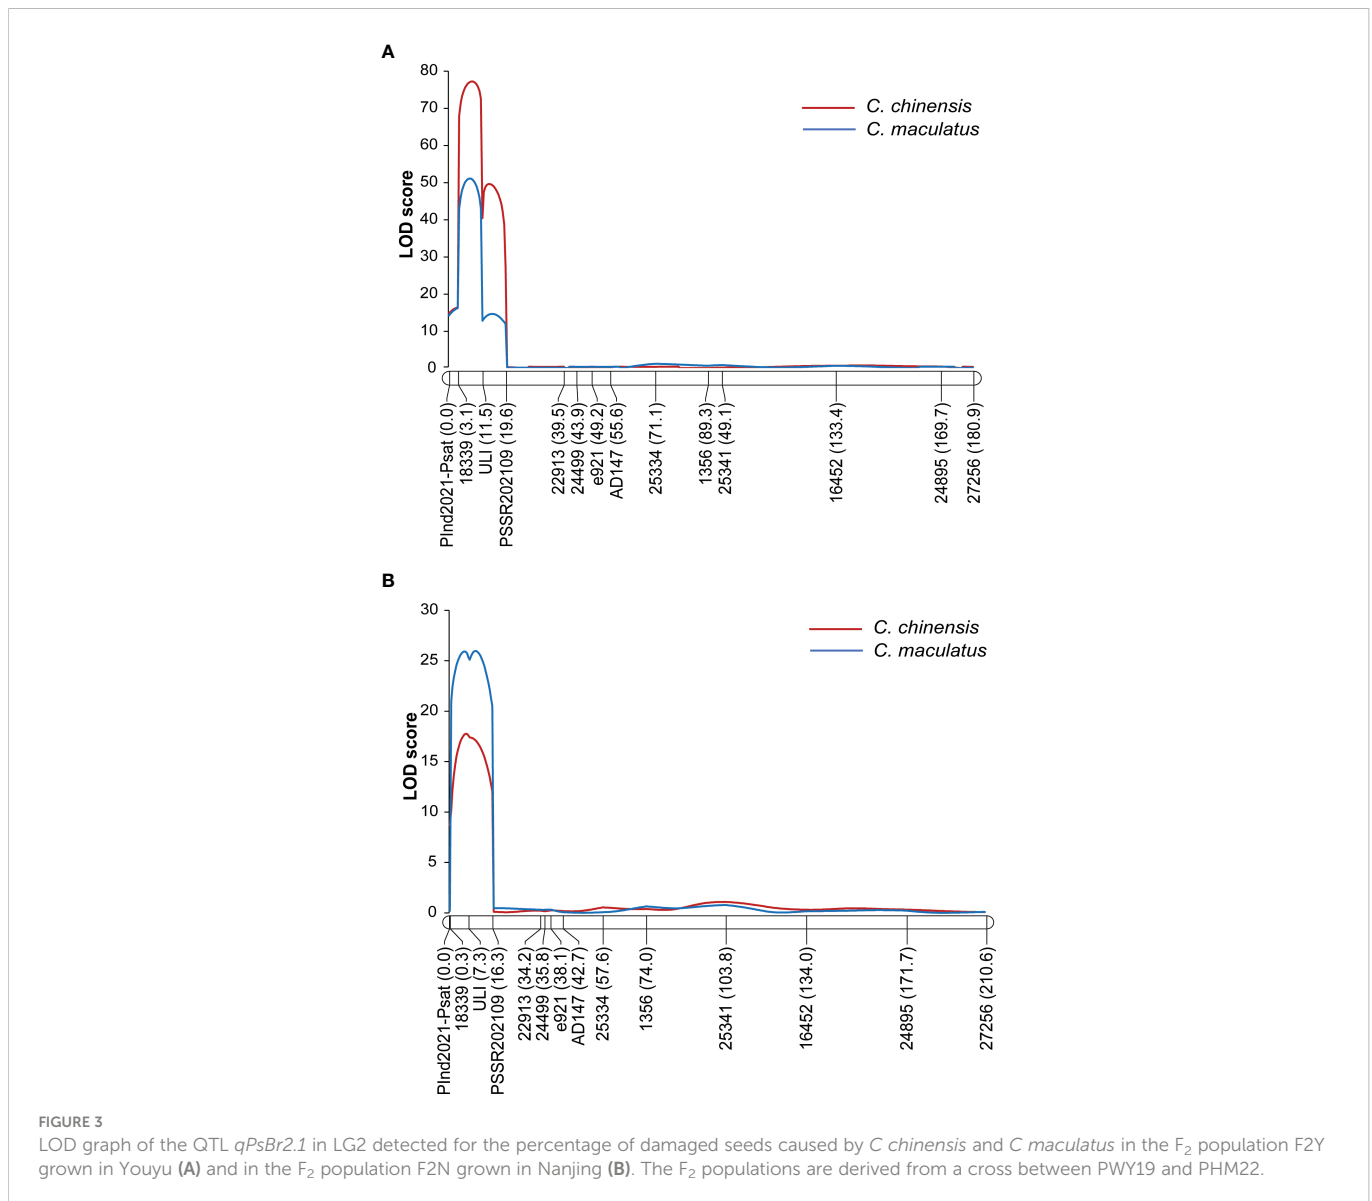 A
80
70
60
50
40
30
20
10
0
LOD score
C. chinensis
C. maculatus
PInd2021-Psat (0.0)
18339 (3.1)
ULI (11.5)
PSSR202109 (19.6)
22913 (39.5)
24499 (43.9)
e921 (49.2)
AD147 (55.6)
25334 (71.1)
1356 (89.3)
25341 (49.1)
16452 (133.4)
24895 (169.7)
27256 (180.9)
B
30
25
20
15
10
5
0
LOD score
C. chinensis
C. maculatus
PInd2021-Psat (0.0)
18339 (0.3)
ULI (7.3)
PSSR202109 (16.3)
22913 (34.2)
24499 (35.8)
e921 (38.1)
AD147 (42.7)
25334 (57.6)
1356 (74.0)
25341 (103.8)
16452 (134.0)
24895 (171.7)
27256 (210.6)
FIGURE 3
LOD graph of the QTL qPsBr2.1 in LG2 detected for the percentage of damaged seeds caused by C chinensis and C maculatus in the F₂ population F2Y
grown in Youyu (A) and in the F₂ population F2N grown in Nanjing (B). The F₂ populations are derived from a cross between PWY19 and PHM22.